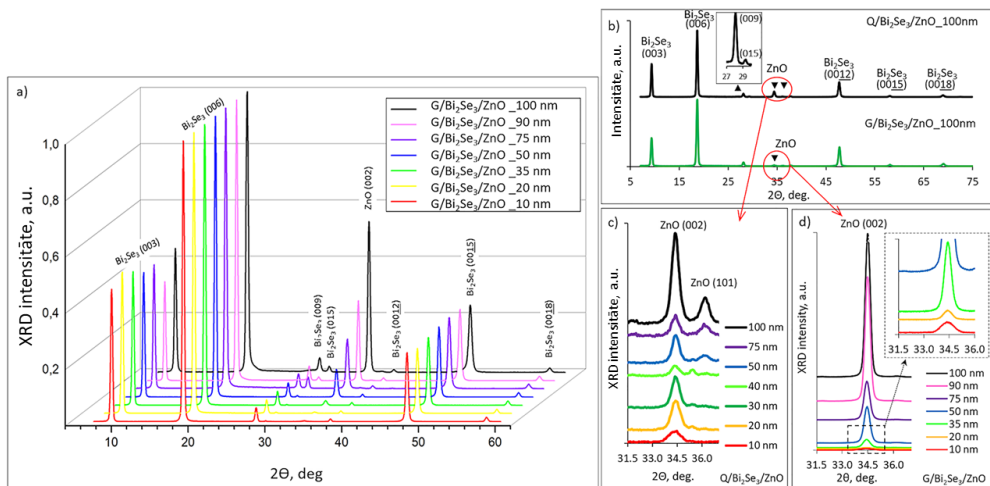 a)
XRD intensitāte, a.u.
1,0
0,8
0,6
0,4
0,2
10
20
30
40
50
60
2Θ, deg
Bi₂Se₃ (003)
Bi₂Se₃ (006)
Bi₂Se₃ (009)
Bi₂Se₃ (015)
ZnO (002)
Bi₂Se₃ (0012)
Bi₂Se₃ (0015)
Bi₂Se₃ (0018)
G/Bi₂Se₃/ZnO _100 nm
G/Bi₂Se₃/ZnO _90 nm
G/Bi₂Se₃/ZnO _75 nm
G/Bi₂Se₃/ZnO _50 nm
G/Bi₂Se₃/ZnO _35 nm
G/Bi₂Se₃/ZnO _20 nm
G/Bi₂Se₃/ZnO _10 nm
b)
Intensitāte, a.u.
Bi₂Se₃
(003)
Bi₂Se₃
(006)
(009)
(015)
27 29
Q/Bi₂Se₃/ZnO_100nm
ZnO
Bi₂Se₃
(0012)
Bi₂Se₃
(0015)
Bi₂Se₃
(0018)
G/Bi₂Se₃/ZnO_100nm
ZnO
5 15 25 35 45 55 65 75
2Θ, deg.
c)
XRD intensitāte, a.u.
ZnO (002)
ZnO (101)
100 nm
75 nm
50 nm
40 nm
30 nm
20 nm
10 nm
31.5 33.0 34.5 36.0
2Θ, deg.
Q/Bi₂Se₃/ZnO
d)
XRD Intensity, a.u.
ZnO (002)
31.5 33.0 34.5 36.0
100 nm
90 nm
75 nm
50 nm
35 nm
20 nm
10 nm
31.5 33.0 34.5 36.0
2Θ, deg.
G/Bi₂Se₃/ZnO